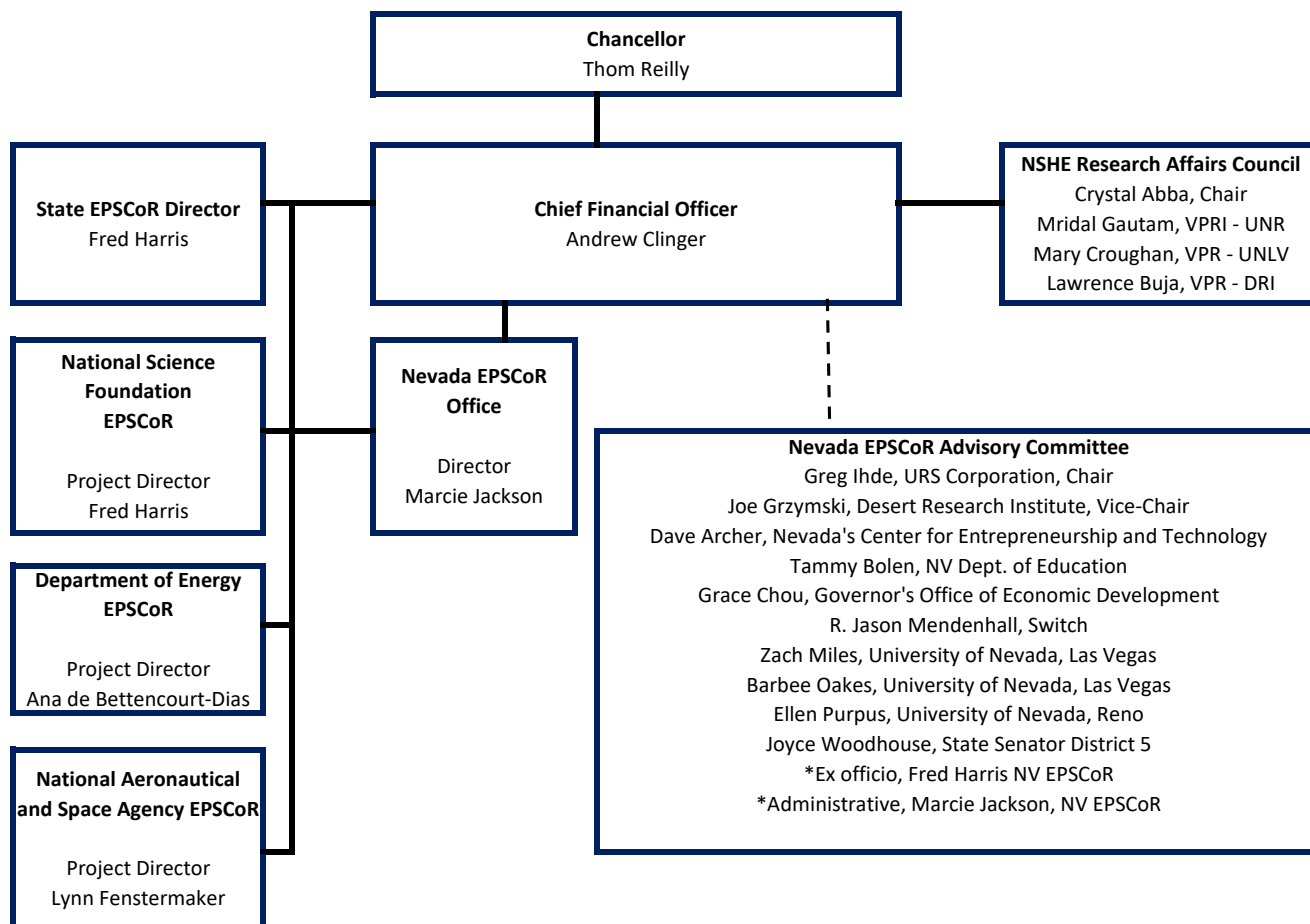 Chancellor
Thom Reilly
State EPSCoR Director
Fred Harris
Chief Financial Officer
Andrew Clinger
NSHE Research Affairs Council
Crystal Abba, Chair
Mridal Gautam, VPRI - UNR
Mary Croughan, VPR - UNLV
Lawrence Buja, VPR - DRI
National Science
Foundation
EPSCoR
Project Director
Fred Harris
Nevada EPSCoR
Office
Director
Marcie Jackson
Department of Energy
EPSCoR
Project Director
Ana de Bettencourt-Dias
National Aeronautical
and Space Agency EPSCoR
Project Director
Lynn Fenstermaker
Nevada EPSCoR Advisory Committee
Greg Ihde, URS Corporation, Chair
Joe Grzymski, Desert Research Institute, Vice-Chair
Dave Archer, Nevada's Center for Entrepreneurship and Technology
Tammy Bolen, NV Dept. of Education
Grace Chou, Governor's Office of Economic Development
R. Jason Mendenhall, Switch
Zach Miles, University of Nevada, Las Vegas
Barbee Oakes, University of Nevada, Las Vegas
Ellen Purpus, University of Nevada, Reno
Joyce Woodhouse, State Senator District 5
*Ex officio, Fred Harris NV EPSCoR
*Administrative, Marcie Jackson, NV EPSCoR